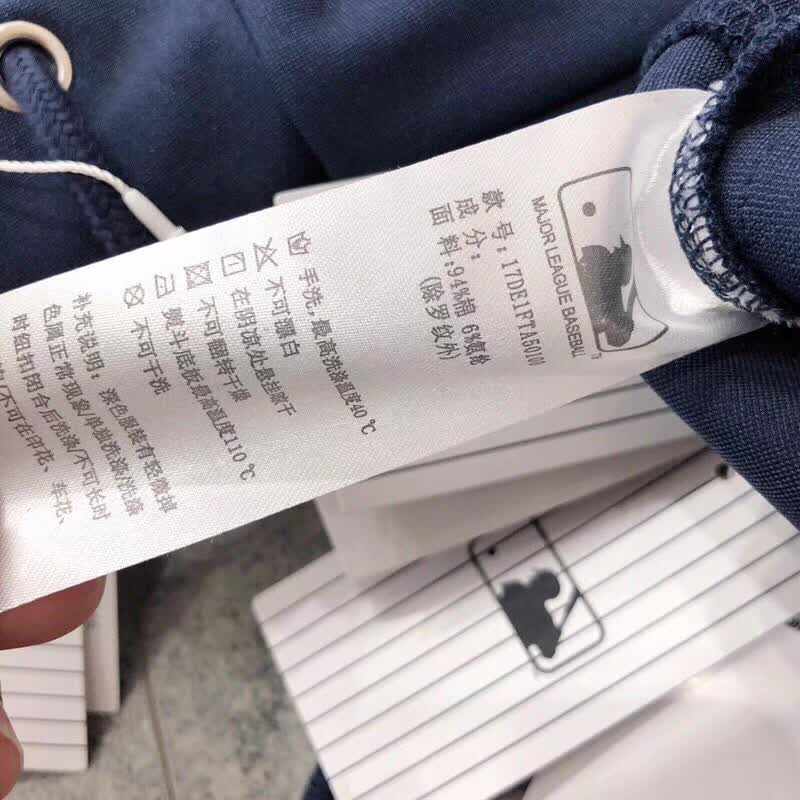 MAJOR LEAGUE BASEBALL
TM
款号:17DE1FTA50100
成分:
面料:94%棉 6%氨纶
(除罗纹外)
手洗,最高洗涤温度40℃
不可漂白
在阴凉处悬挂晾干
不可翻转干燥
熨斗底板最高温度110℃
不可干洗
补充说明:深色服装有轻微掉
色属正常现象/单独洗涤/洗涤
时纽扣闭合后洗涤/不可长时
/不可在印花、车花、